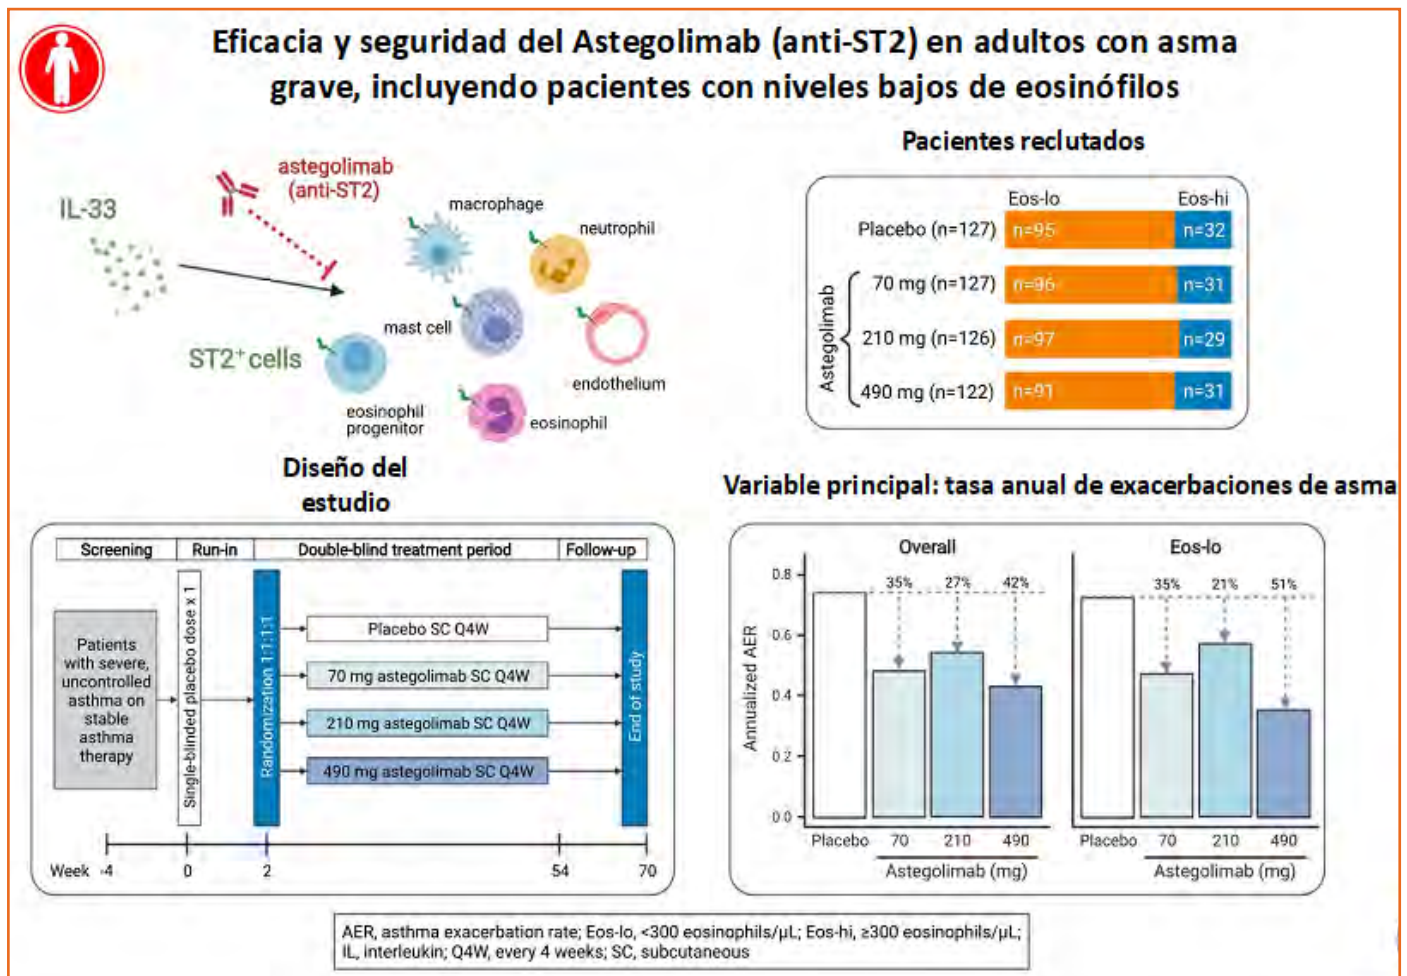 Eficacia y seguridad del Astegolimab (anti-ST2) en adultos con asma
grave, incluyendo pacientes con niveles bajos de eosinófilos
IL-33
astegolimab
(anti-ST2)
macrophage
neutrophil
mast cell
ST2⁺ cells
endothelium
eosinophil
progenitor
eosinophil
Pacientes reclutados
Eos-lo Eos-hi
Placebo (n=127) n=95 n=32
Astegolimab
70 mg (n=127) n=96 n=31
210 mg (n=126) n=97 n=29
490 mg (n=122) n=91 n=31
Diseño del
estudio
Screening Run-in Double-blind treatment period Follow-up
Patients
with severe,
uncontrolled
asthma on
stable
asthma
therapy
Single-blinded placebo dose x 1
Randomization 1:1:1:1
Placebo SC Q4W
70 mg astegolimab SC Q4W
210 mg astegolimab SC Q4W
490 mg astegolimab SC Q4W
End of study
Week -4 0 2 54 70
Variable principal: tasa anual de exacerbaciones de asma
Overall
Annualized AER
0.8
0.6
0.4
0.2
0.0
35% 27% 42%
Placebo 70 210 490
Astegolimab (mg)
Eos-lo
35% 21% 51%
Placebo 70 210 490
Astegolimab (mg)
AER, asthma exacerbation rate; Eos-lo, <300 eosinophils/µL; Eos-hi, ≥300 eosinophils/µL;
IL, interleukin; Q4W, every 4 weeks; SC, subcutaneous